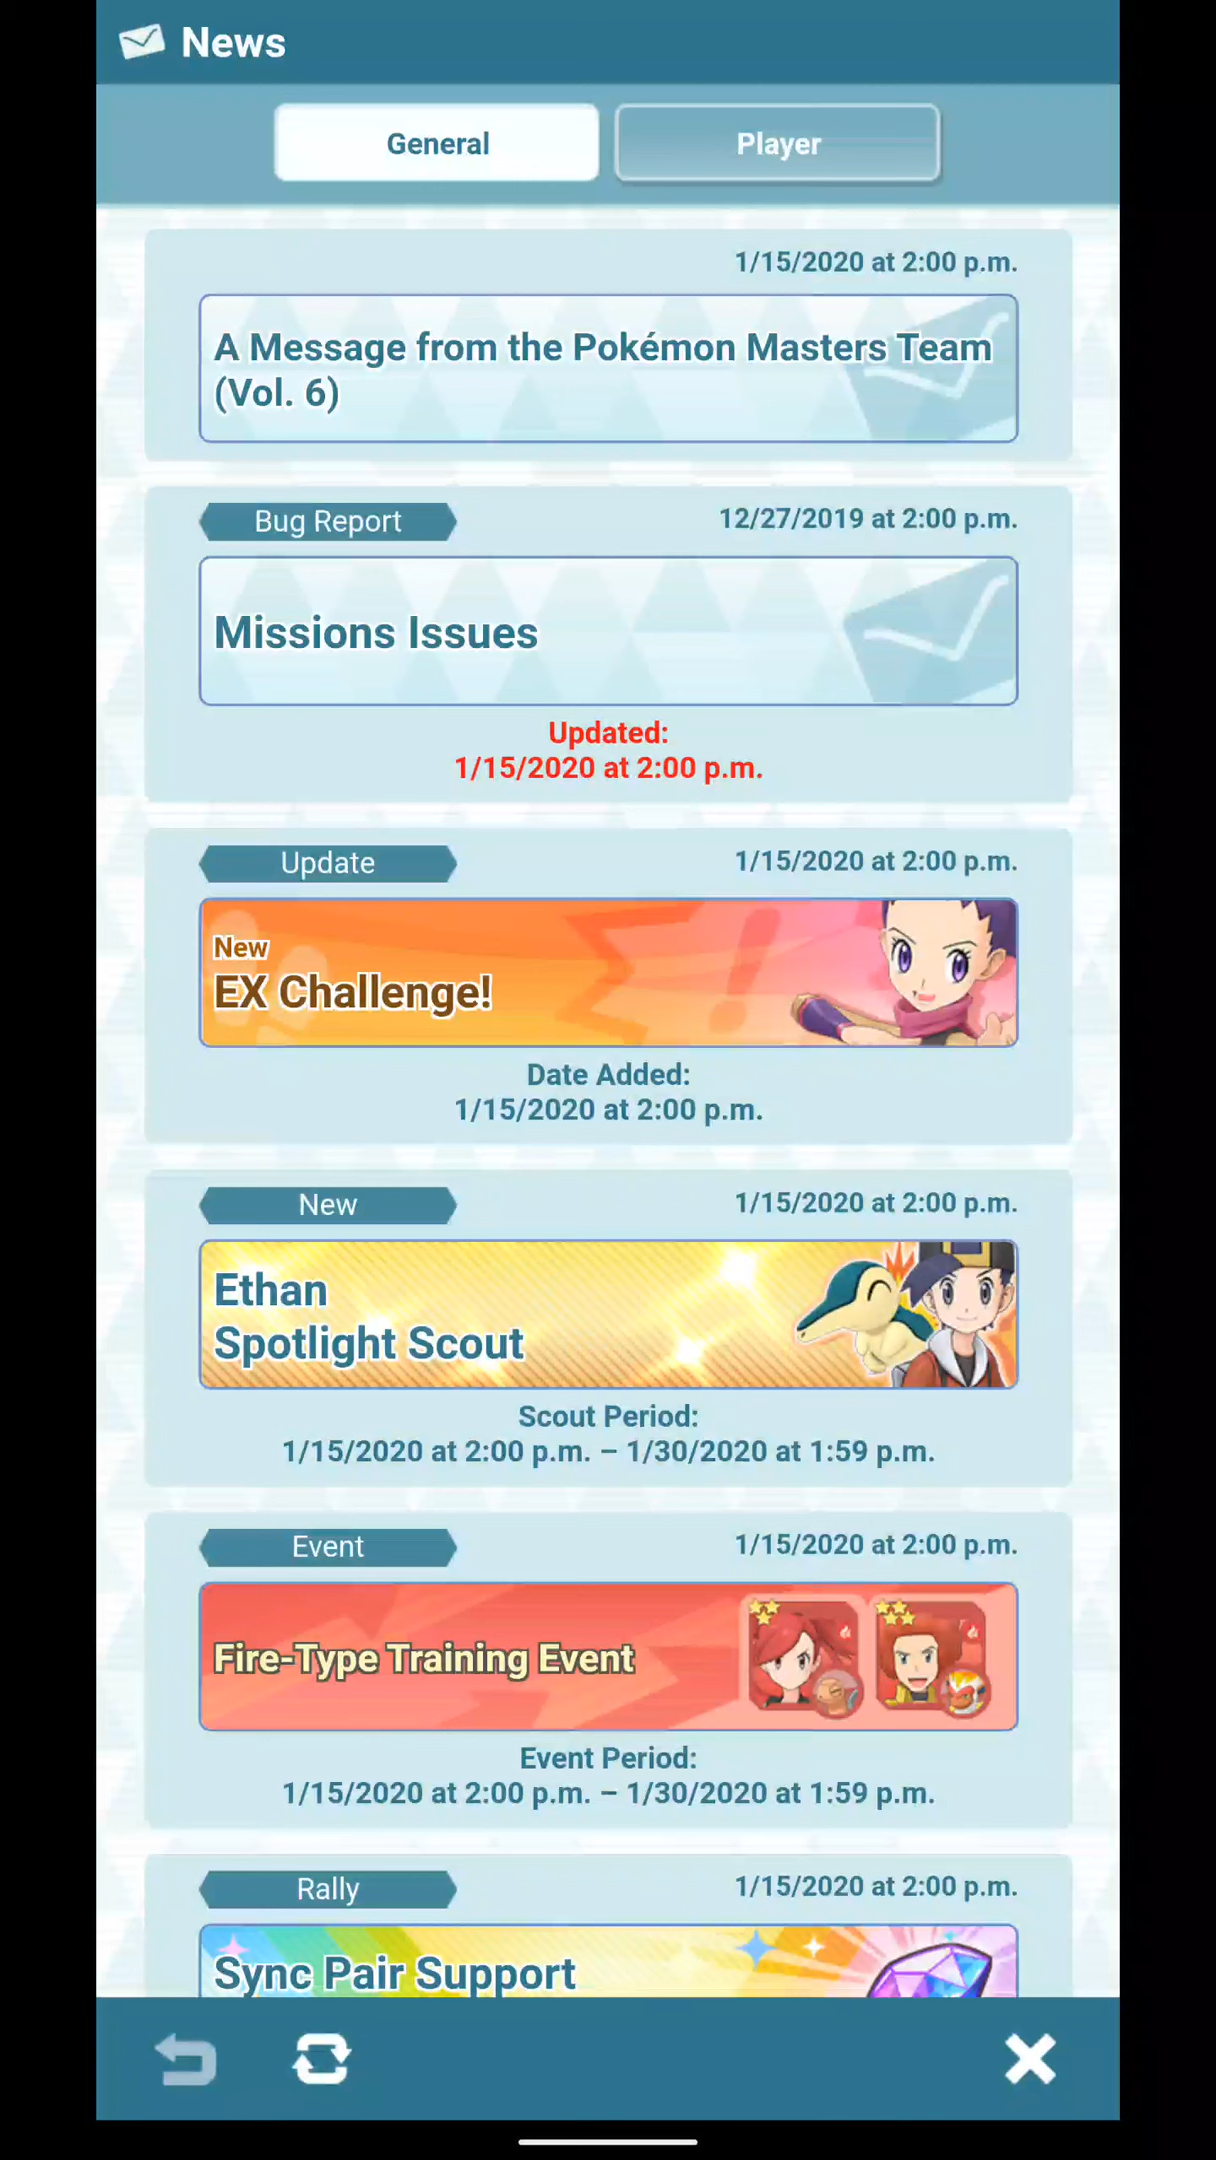 News
General
Player
1/15/2020 at 2:00 p.m.
A Message from the Pokémon Masters Team
(Vol. 6)
Bug Report
12/27/2019 at 2:00 p.m.
Missions Issues
Updated:
1/15/2020 at 2:00 p.m.
Update
1/15/2020 at 2:00 p.m.
New
EX Challenge!
Date Added:
1/15/2020 at 2:00 p.m.
New
1/15/2020 at 2:00 p.m.
Ethan
Spotlight Scout
Scout Period:
1/15/2020 at 2:00 p.m. – 1/30/2020 at 1:59 p.m.
Event
1/15/2020 at 2:00 p.m.
Fire-Type Training Event
Event Period:
1/15/2020 at 2:00 p.m. – 1/30/2020 at 1:59 p.m.
Rally
1/15/2020 at 2:00 p.m.
Sync Pair Support